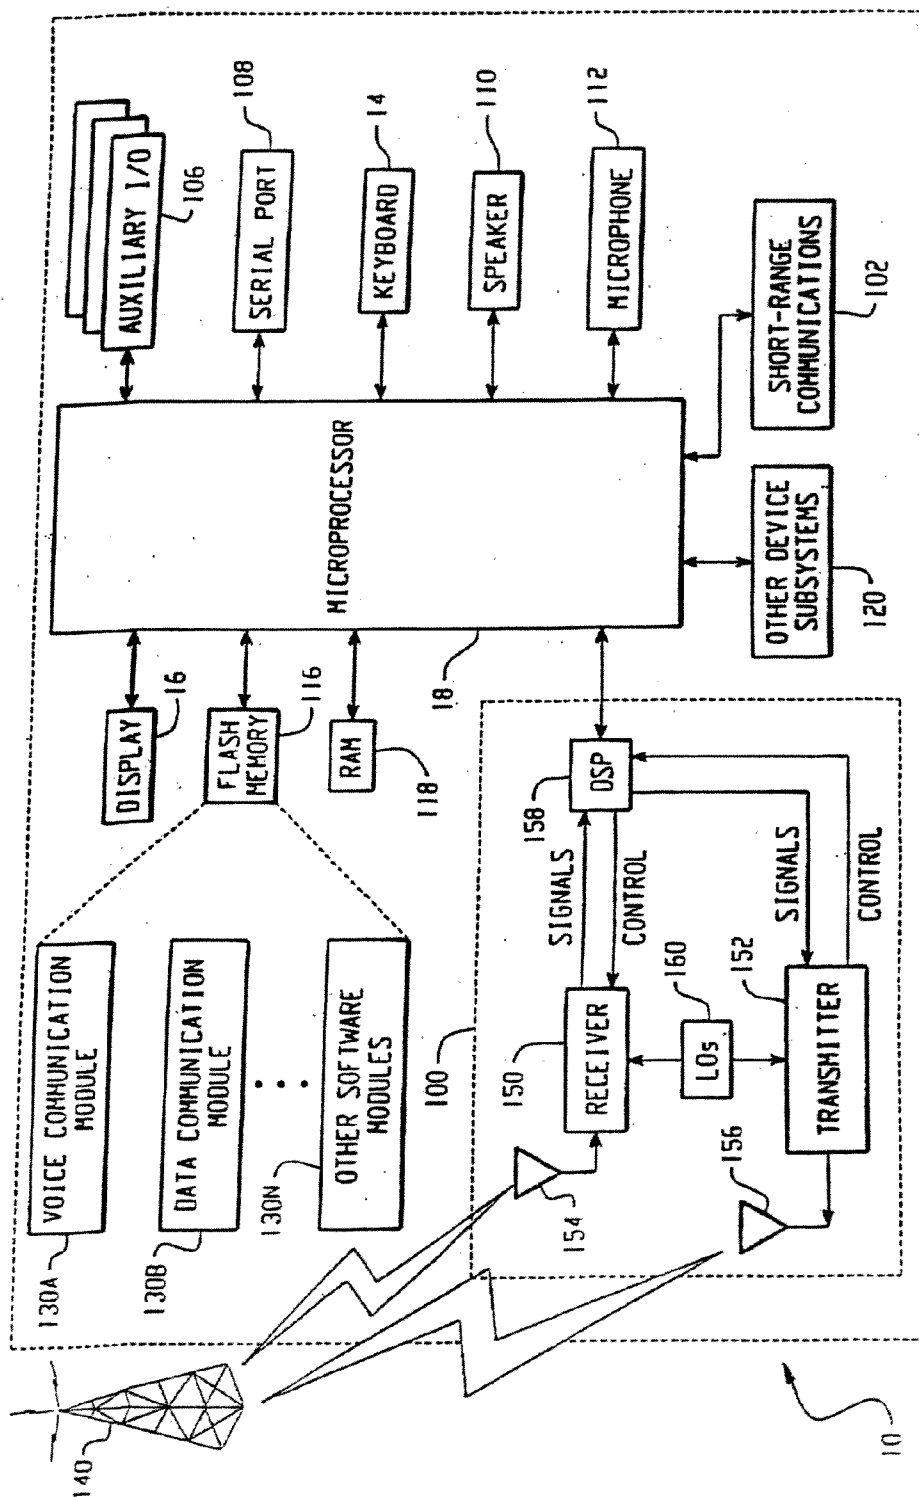 140
130A
VOICE COMMUNICATION
MODULE
130B
DATA COMMUNICATION
MODULE
130N
OTHER SOFTWARE
MODULES
DISPLAY
16
FLASH
MEMORY
116
RAM
118
MICROPROCESSOR
18
AUXILIARY I/O
106
SERIAL PORT
108
KEYBOARD
14
SPEAKER
110
MICROPHONE
112
SHORT-RANGE
COMMUNICATIONS
102
OTHER DEVICE
SUBSYSTEMS
120
100
154
RECEIVER
150
SIGNALS
CONTROL
DSP
158
LOs
160
156
TRANSMITTER
152
SIGNALS
CONTROL
10